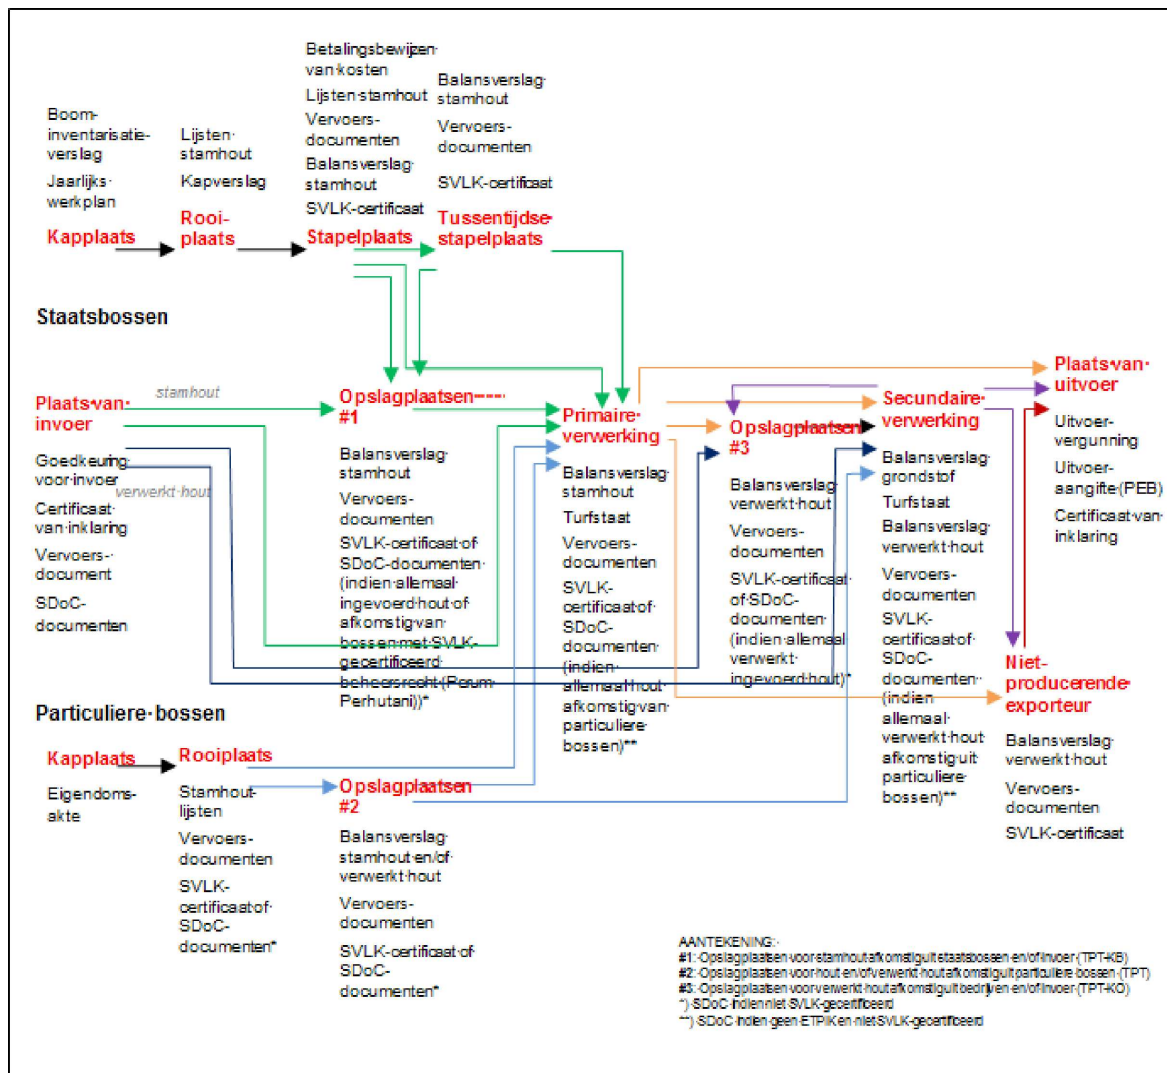 Boom-
inventarisatie-
verslag
Jaarlijks
werkplan
Kapplaats
Lijsten
stamhout
Kapverslag
Rooi-
plaats
Betalingsbewijzen
van kosten
Lijsten stamhout
Vervoers-
documenten
Balansverslag
stamhout
SVLK-certificaat
Stapelplaats
Balansverslag
stamhout
Vervoers-
documenten
SVLK-certificaat
Tussentijdse
stapelplaats
Staatsbossen
Plaats van
invoer
Goedkeuring
voor invoer
Certificaat
van inklaring
Vervoers-
document
SDoC-
documenten
stamhout
verwerkt hout
Opslagplaatsen
#1
Balansverslag
stamhout
Vervoers-
documenten
SVLK-certificaat of
SDoC-documenten
(indien allemaal
ingevoerd hout of
afkomstig van
bossen met SVLK-
gecertificeerd
beheersrecht (Perum
Perhutani))*
Primaire
verwerking
Balansverslag
stamhout
Turfstaat
Vervoers-
documenten
SVLK-
certificaat of
SDoC-
documenten
(indien
allemaal hout
afkomstig van
particuliere
bossen)**
Opslagplaatsen
#3
Balansverslag
verwerkt hout
Vervoers-
documenten
SVLK-certificaat
of SDoC-
documenten
(indien allemaal
verwerkt
ingevoerd hout)*
Secundaire
verwerking
Balansverslag
grondstof
Turfstaat
Balansverslag
verwerkt hout
Vervoers-
documenten
SVLK-
certificaat of
SDoC-
documenten
(indien
allemaal
verwerkt hout
afkomstig uit
particuliere
bossen)**
Plaats van
uitvoer
Uitvoer-
vergunning
Uitvoer-
aangifte (PEB)
Certificaat van
inklaring
Niet-
producerende
exporteur
Balansverslag
verwerkt hout
Vervoers-
documenten
SVLK-certificaat
Particuliere bossen
Kapplaats
Eigendoms-
akte
Rooiplaats
Stamhout-
lijsten
Vervoers-
documenten
SVLK-
certificaat of
SDoC-
documenten*
Opslagplaatsen
#2
Balansverslag
stamhout en/of
verwerkt hout
Vervoers-
documenten
SVLK-certificaat of
SDoC-
documenten*
AANTEKENING:
#1: Opslagplaatsen voor stamhout afkomstig uit staatsbossen en/of invoer (TPT-KB)
#2: Opslagplaatsen voor hout en/of verwerkt hout afkomstig uit particuliere bossen (TPT)
#3: Opslagplaatsen voor verwerkt hout afkomstig uit bedrijven en/of invoer (TPT-KO)
*) SDoC indien niet SVLK-gecertificeerd
**) SDoC indien geen ETPIK en niet SVLK-gecertificeerd